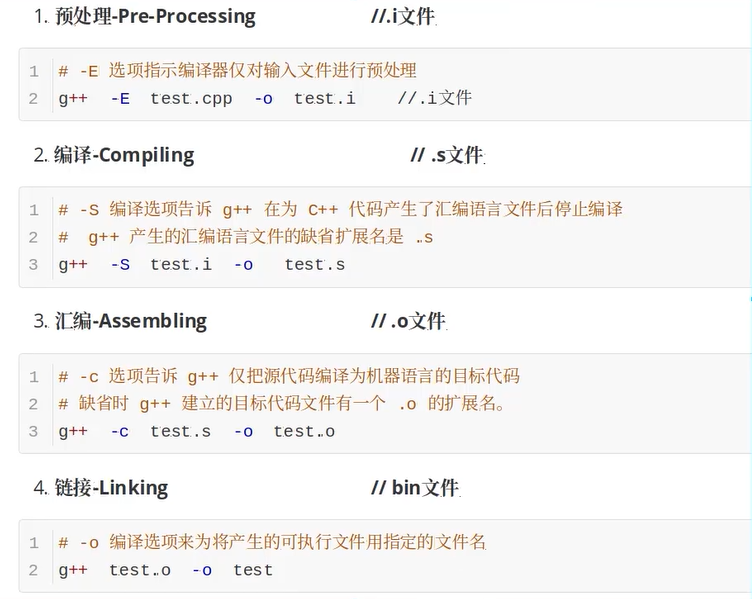 1. 预处理-Pre-Processing //.i文件
1 # -E 选项指示编译器仅对输入文件进行预处理
2 g++ -E test.cpp -o test.i //.i文件
2. 编译-Compiling // .s文件
1 # -S 编译选项告诉 g++ 在为 C++ 代码产生了汇编语言文件后停止编译
2 # g++ 产生的汇编语言文件的缺省扩展名是 .s
3 g++ -S test.i -o test.s
3. 汇编-Assembling // .o文件
1 # -c 选项告诉 g++ 仅把源代码编译为机器语言的目标代码
2 # 缺省时 g++ 建立的目标代码文件有一个 .o 的扩展名。
3 g++ -c test.s -o test.o
4. 链接-Linking // bin文件
1 # -o 编译选项来为将产生的可执行文件用指定的文件名
2 g++ test.o -o test